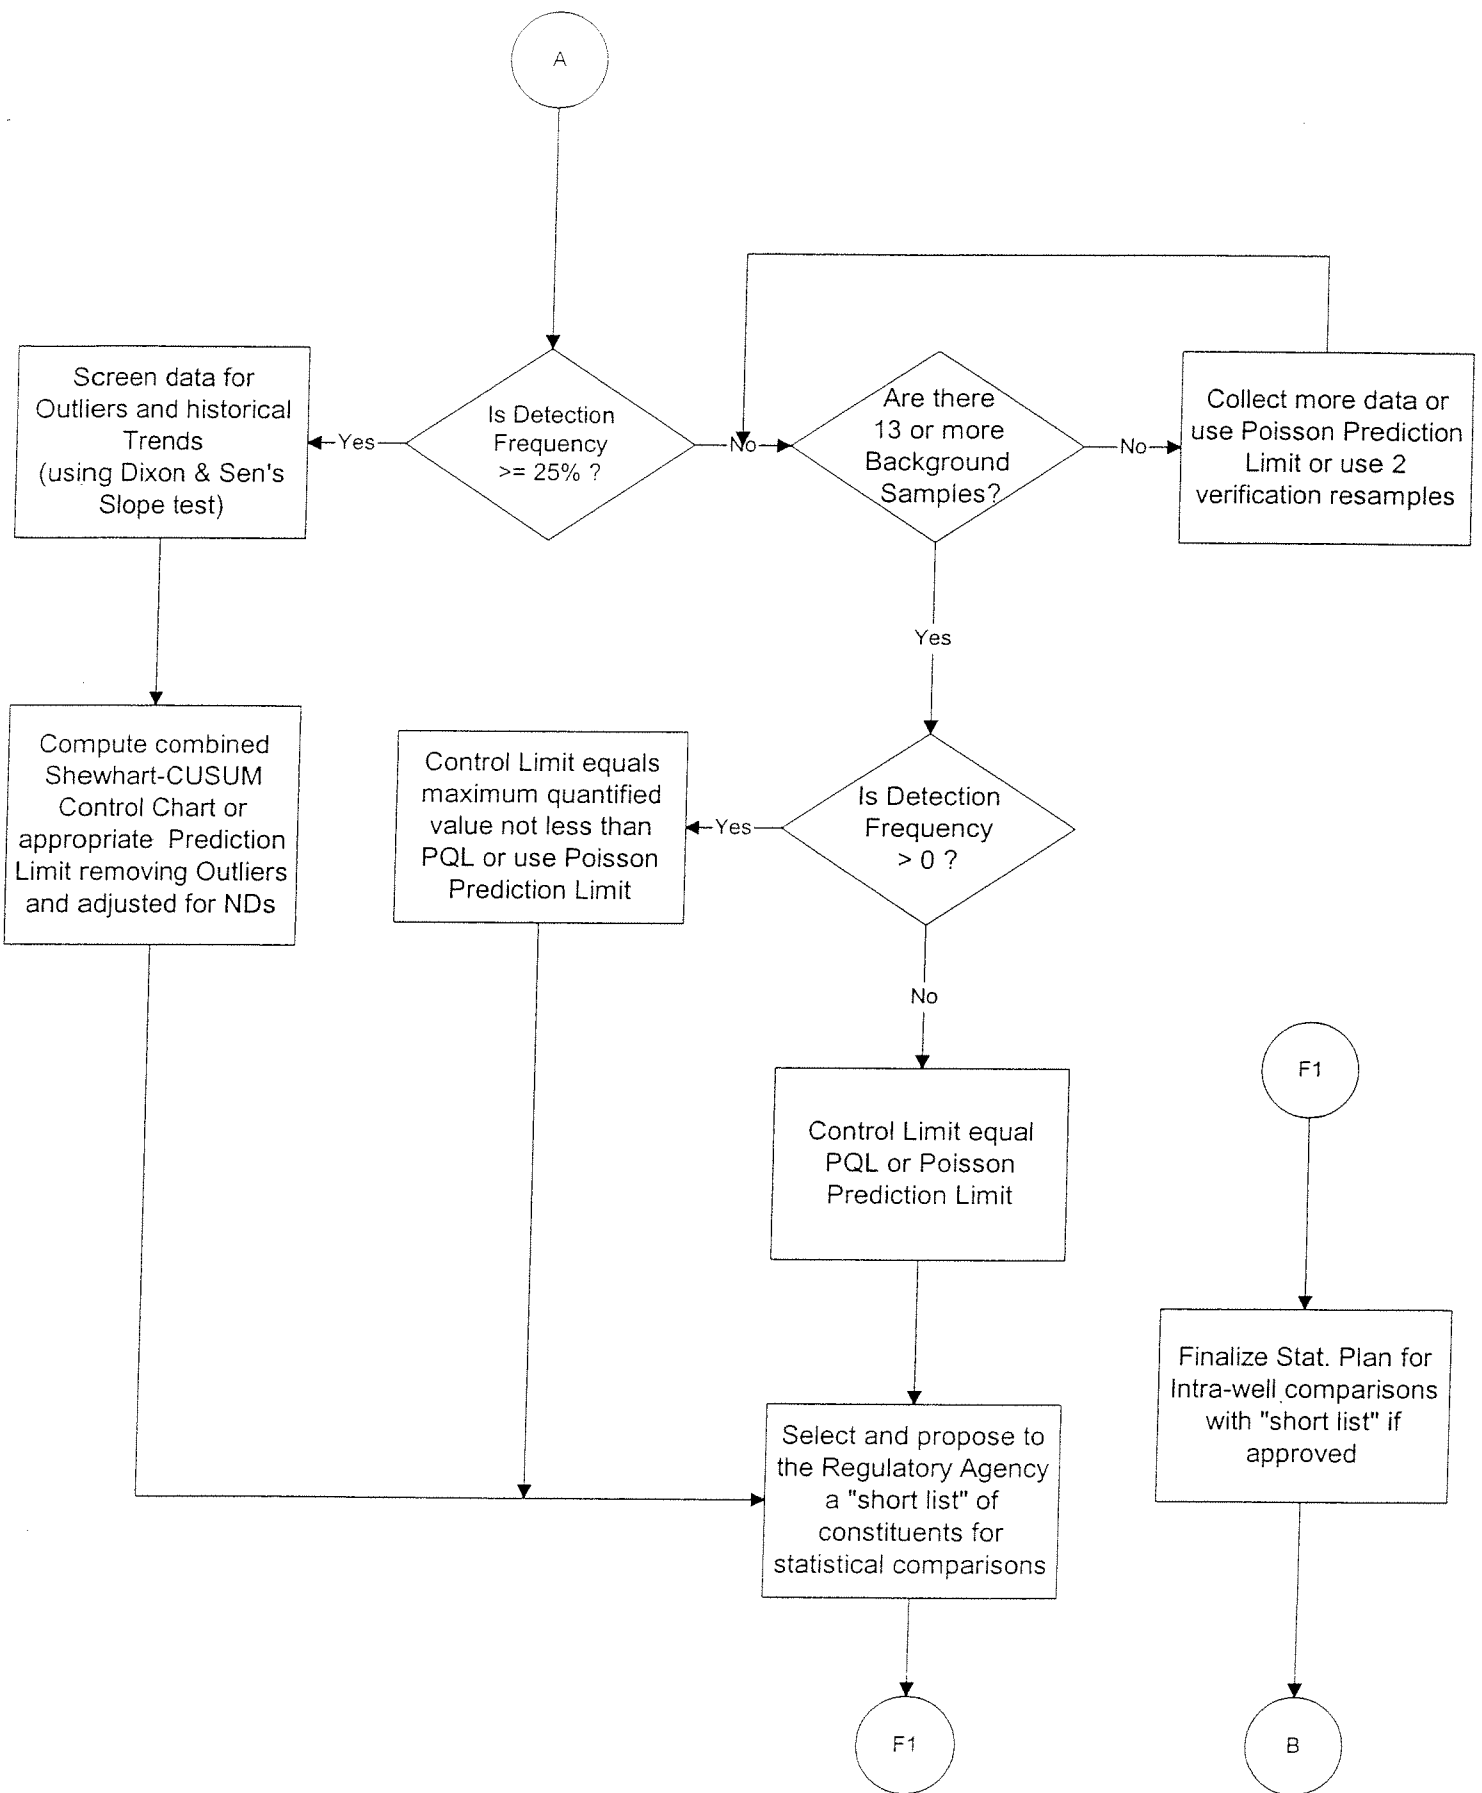 A
Screen data for
Outliers and historical
Trends
(using Dixon & Sen's
Slope test)
Yes
Is Detection
Frequency
>= 25% ?
No
Are there
13 or more
Background
Samples?
No
Collect more data or
use Poisson Prediction
Limit or use 2
verification resamples
Yes
Compute combined
Shewhart-CUSUM
Control Chart or
appropriate Prediction
Limit removing Outliers
and adjusted for NDs
Control Limit equals
maximum quantified
value not less than
PQL or use Poisson
Prediction Limit
Yes
Is Detection
Frequency
> 0 ?
No
Control Limit equal
PQL or Poisson
Prediction Limit
Select and propose to
the Regulatory Agency
a "short list" of
constituents for
statistical comparisons
F1
F1
Finalize Stat. Plan for
Intra-well comparisons
with "short list" if
approved
B